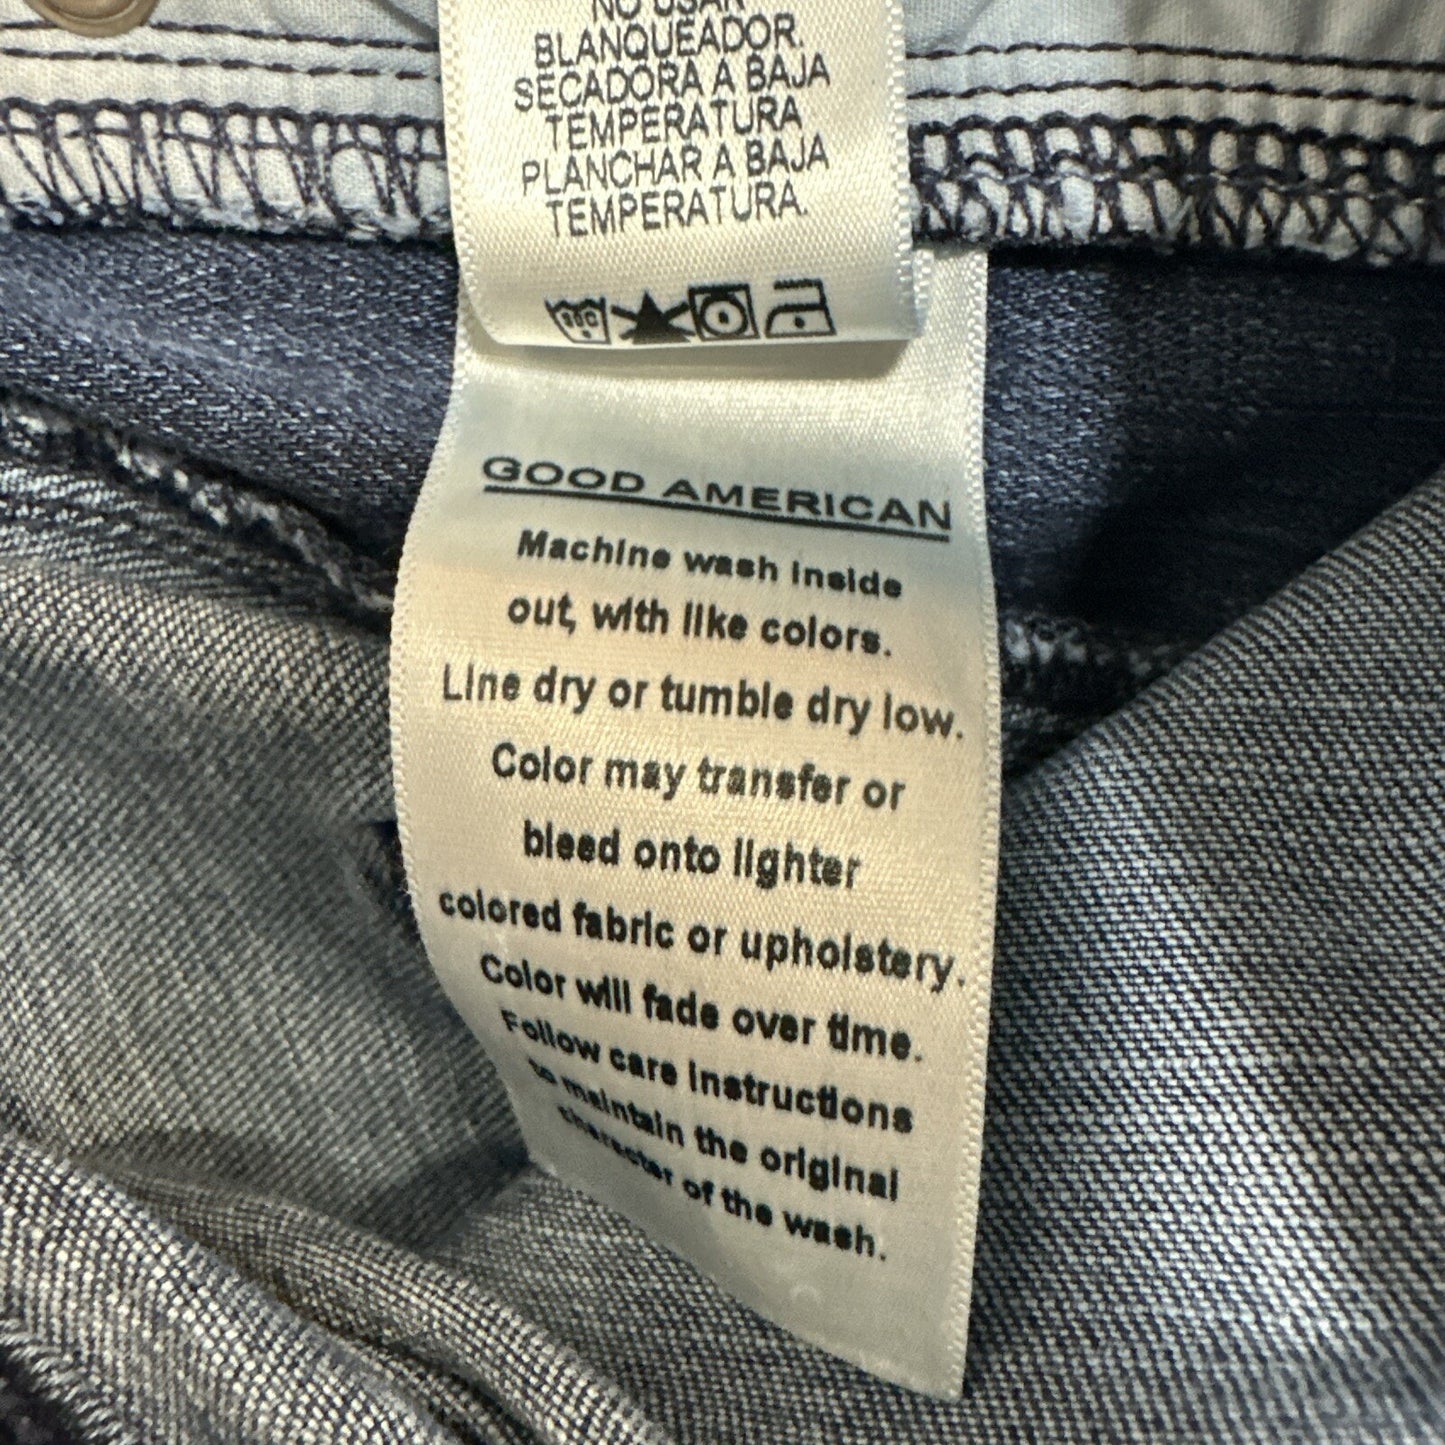 NO USAR
BLANQUEADOR.
SECADORA A BAJA
TEMPERATURA
PLANCHAR A BAJA
TEMPERATURA.
GOOD AMERICAN
Machine wash inside
out, with like colors.
Line dry or tumble dry low.
Color may transfer or
bleed onto lighter
colored fabric or upholstery.
Color will fade over time.
Follow care instructions
to maintain the original
character of the wash.